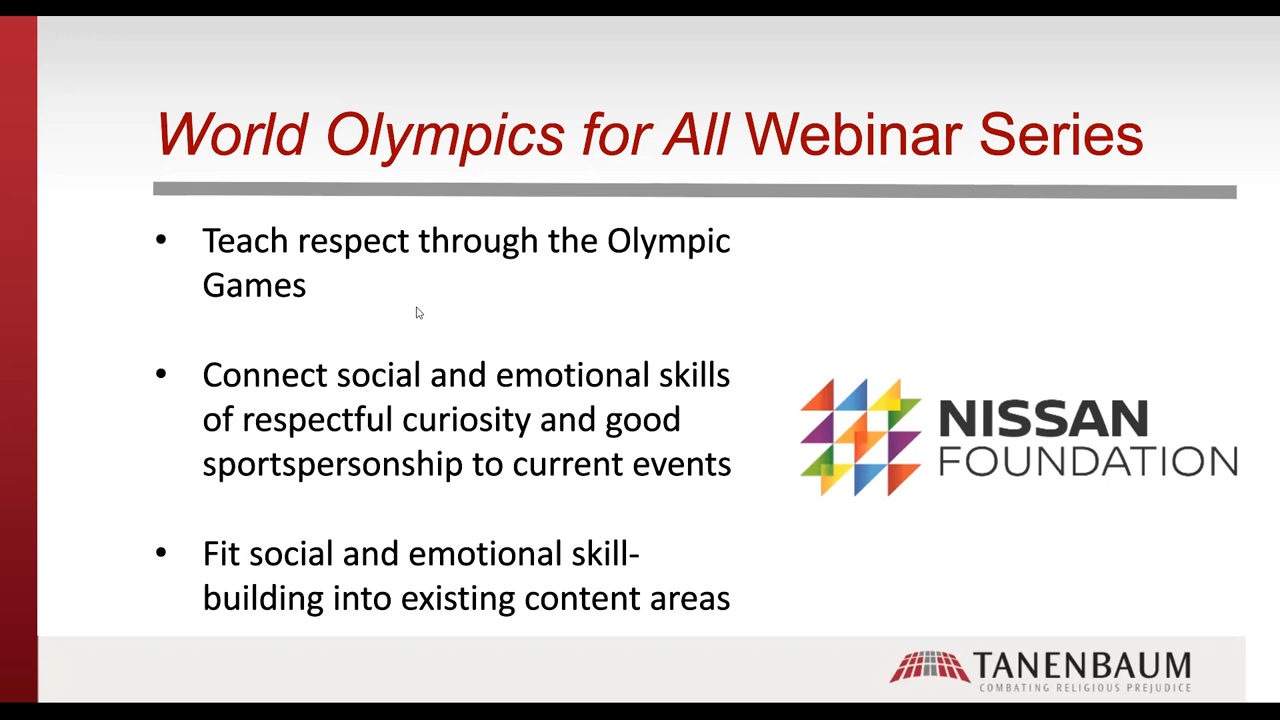 World Olympics for All Webinar Series
• Teach respect through the Olympic
Games
• Connect social and emotional skills
of respectful curiosity and good
sportspersonship to current events
• Fit social and emotional skill-
building into existing content areas
NISSAN
FOUNDATION
TANENBAUM
COMBATING RELIGIOUS PREJUDICE